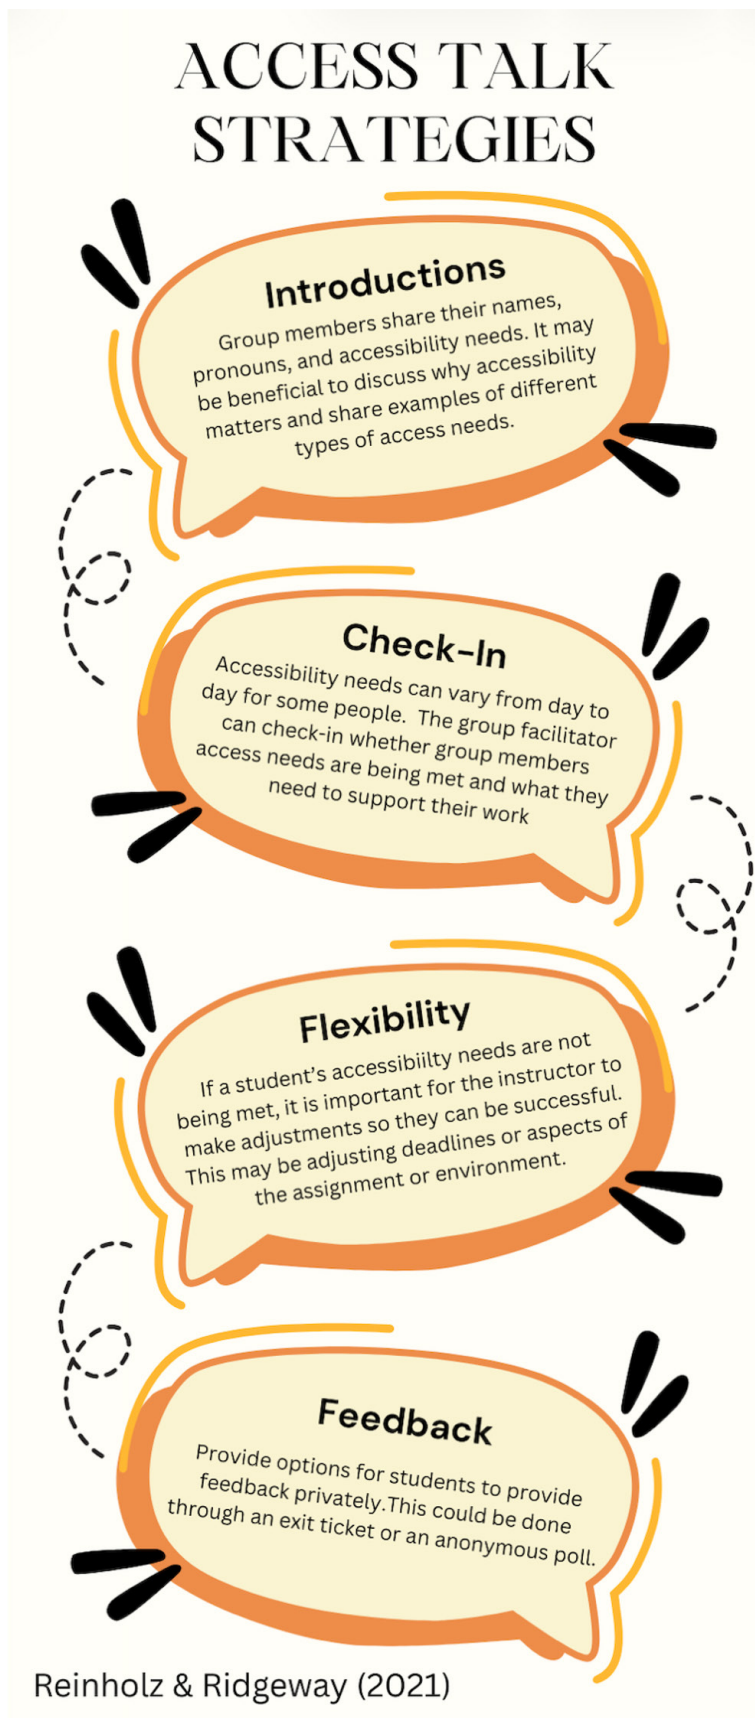 ACCESS TALK
STRATEGIES
Introductions
Group members share their names,
pronouns, and accessibility needs. It may
be beneficial to discuss why accessibility
matters and share examples of different
types of access needs.
Check-In
Accessibility needs can vary from day to
day for some people.  The group facilitator
can check-in whether group members
access needs are being met and what they
need to support their work
Flexibility
If a student’s accessibiilty needs are not
being met, it is important for the instructor to
make adjustments so they can be successful.
This may be adjusting deadlines or aspects of
the assignment or environment.
Feedback
Provide options for students to provide
feedback privately.This could be done
through an exit ticket or an anonymous poll.
Reinholz & Ridgeway (2021)